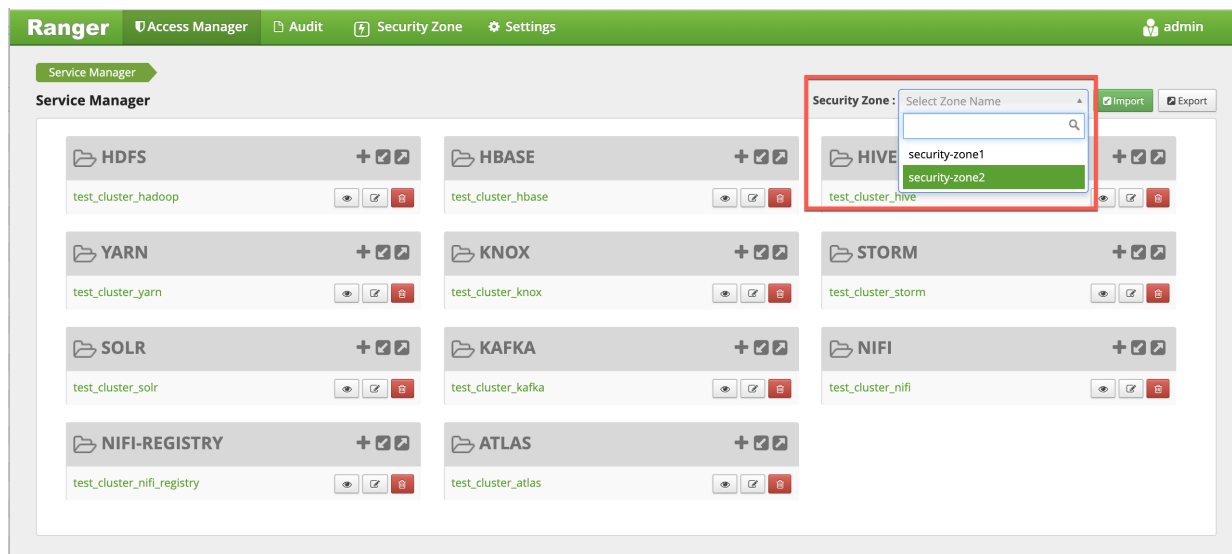 Ranger Access Manager Audit Security Zone Settings admin
Service Manager
Service Manager
Security Zone : Select Zone Name Import Export
security-zone1
security-zone2
HDFS HBASE HIVE
test_cluster_hadoop test_cluster_hbase test_cluster_hive
YARN KNOX STORM
test_cluster_yarn test_cluster_knox test_cluster_storm
SOLR KAFKA NIFI
test_cluster_solr test_cluster_kafka test_cluster_nifi
NIFI-REGISTRY ATLAS
test_cluster_nifi_registry test_cluster_atlas